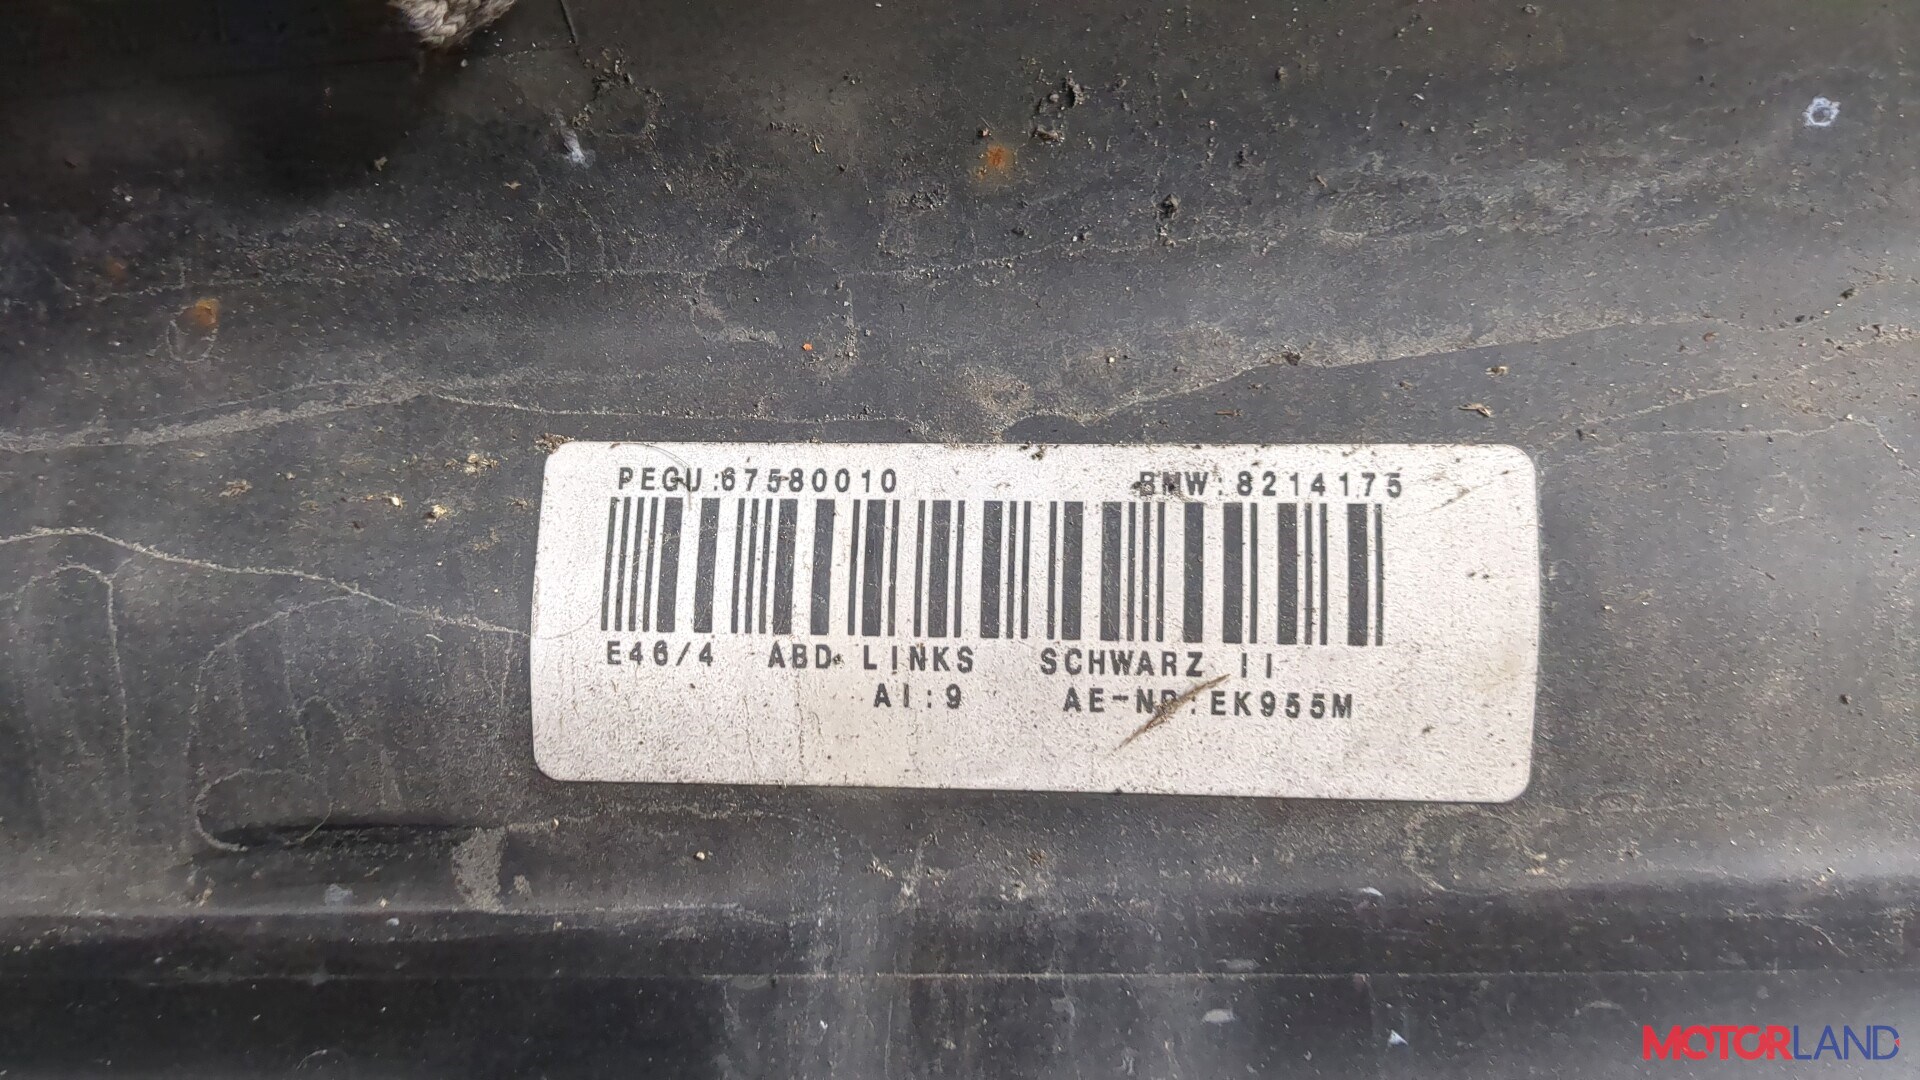 PEGU:67580010 BMW:8214175
E46/4 ABD. LINKS SCHWARZ II
AI:9 AE-NR:EK955M
MOTORLAND